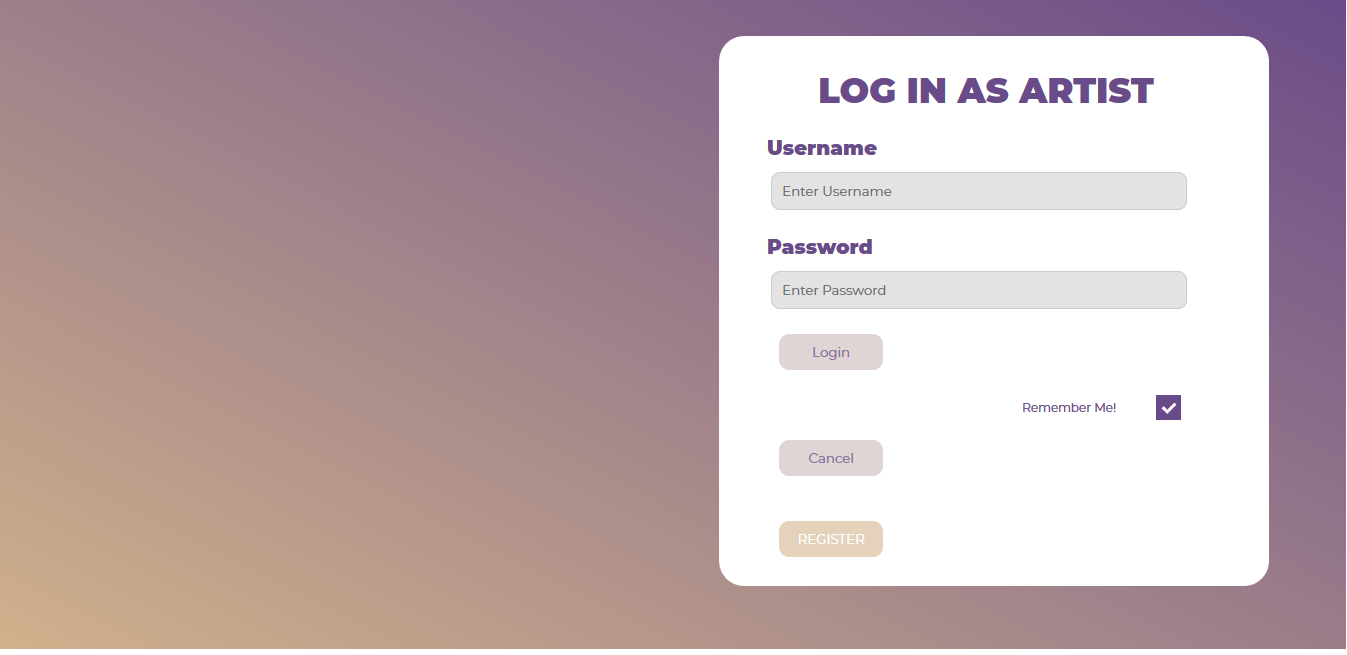 LOG IN AS ARTIST
Username
Enter Username
Password
Enter Password
Login
Remember Me!
Cancel
REGISTER